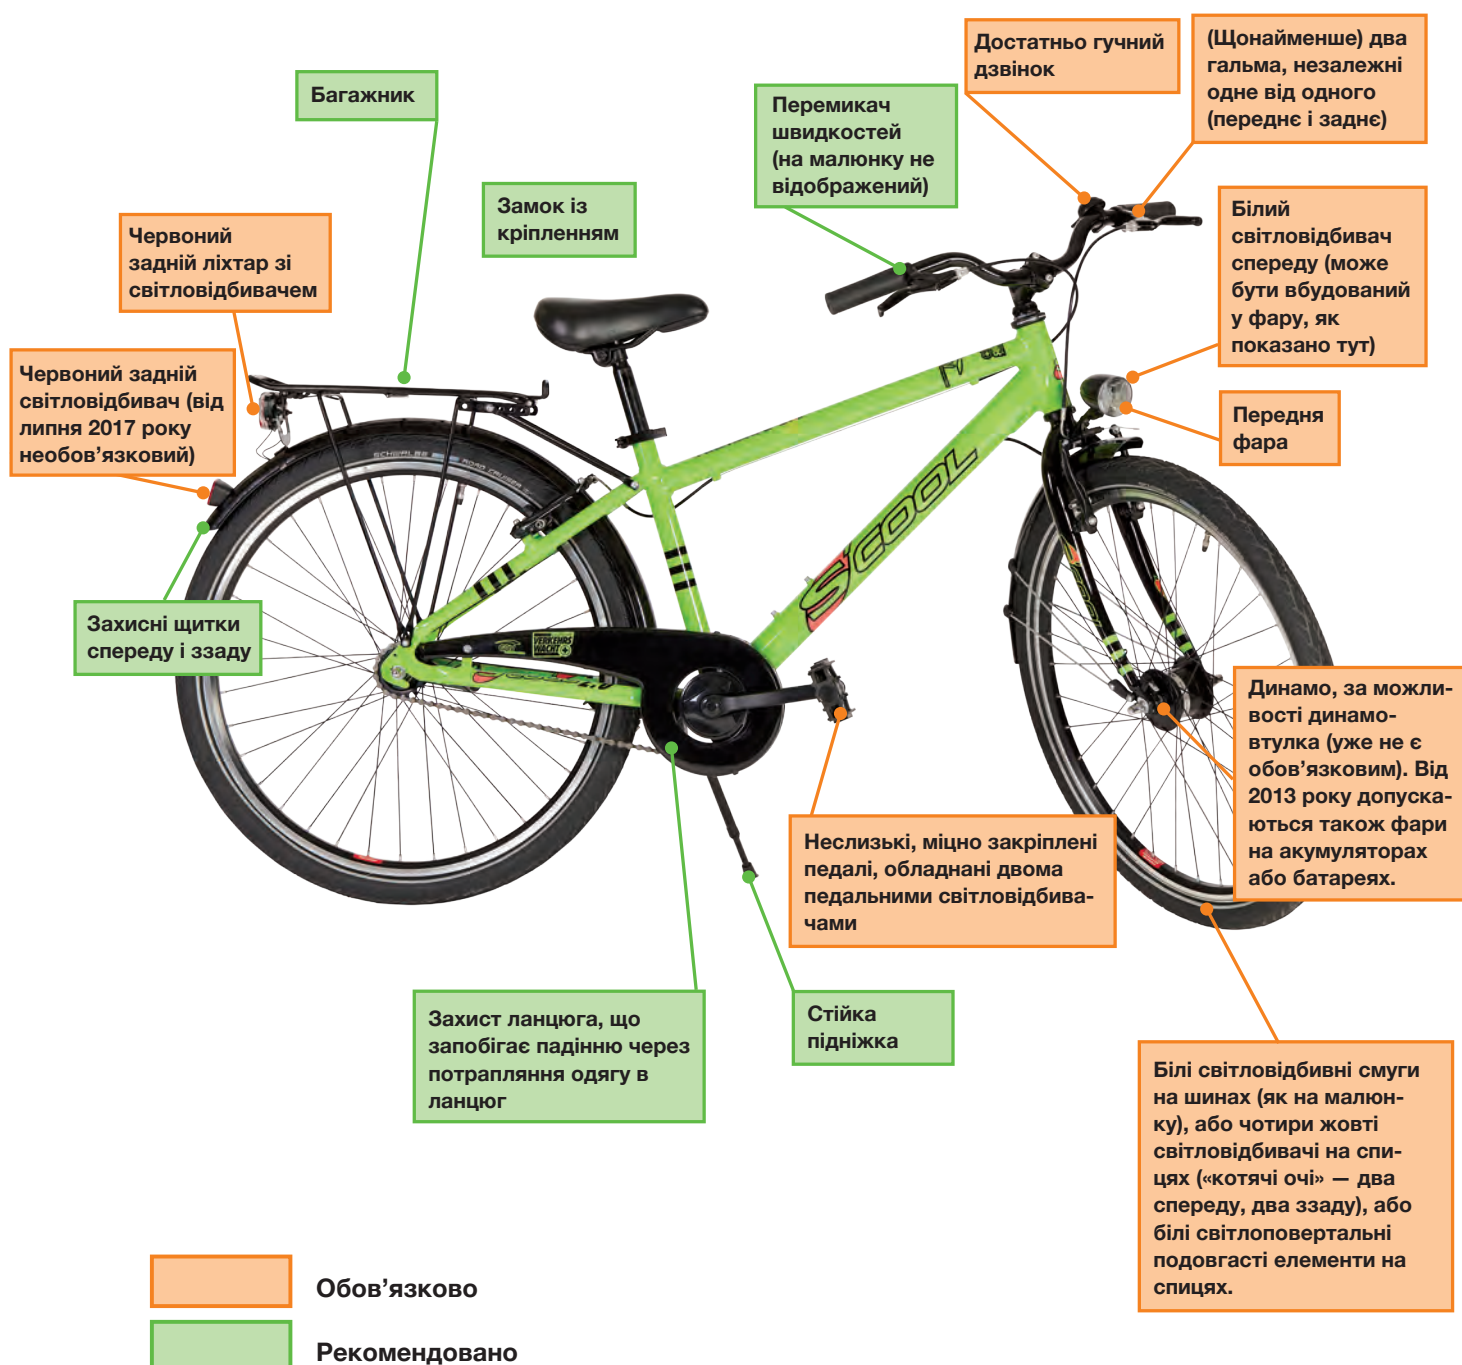 Достатньо гучний
дзвінок
(Щонайменше) два
гальма, незалежні
одне від одного
(переднє і заднє)
Багажник
Перемикач
швидкостей
(на малюнку не
відображений)
Замок із
кріпленням
Білий
світловідбивач
спереду (може
бути вбудований
у фару, як
показано тут)
Червоний
задній ліхтар зі
світловідбивачем
Червоний задній
світловідбивач (від
липня 2017 року
необов’язковий)
Передня
фара
SCHWALBE
ROAD CRUISER
SCOOL
VERKEHRS
WACHT
Захисні щитки
спереду і ззаду
Динамо, за можли-
вості динамо-
втулка (уже не є
обов’язковим). Від
2013 року допуска-
ються також фари
на акумуляторах
або батареях.
Неслизькі, міцно закріплені
педалі, обладнані двома
педальними світловідбива-
чами
Захист ланцюга, що
запобігає падінню через
потрапляння одягу в
ланцюг
Стійка
підніжка
Білі світловідбивні смуги
на шинах (як на малюн-
ку), або чотири жовті
світловідбивачі на спи-
цях («котячі очі» — два
спереду, два ззаду), або
білі світлоповертальні
подовгасті елементи на
спицях.
Обов’язково
Рекомендовано